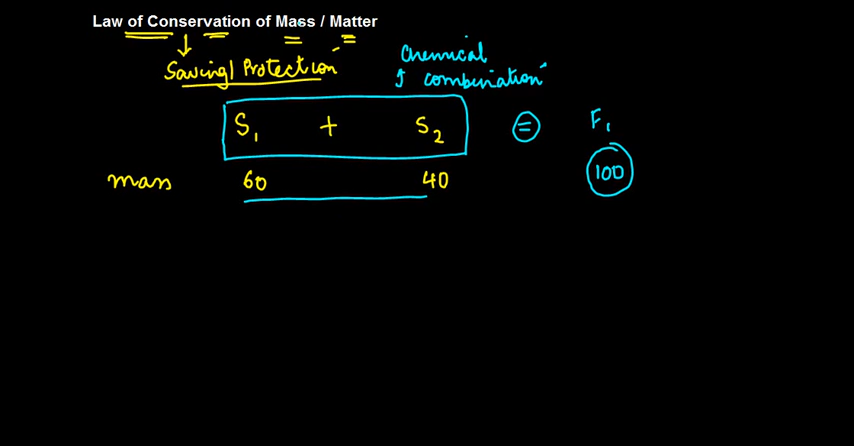 Law of Conservation of Mass / Matter
Saving / Protection
Chemical
combination
S₁ + S₂ = F₁
mass 60 40 100